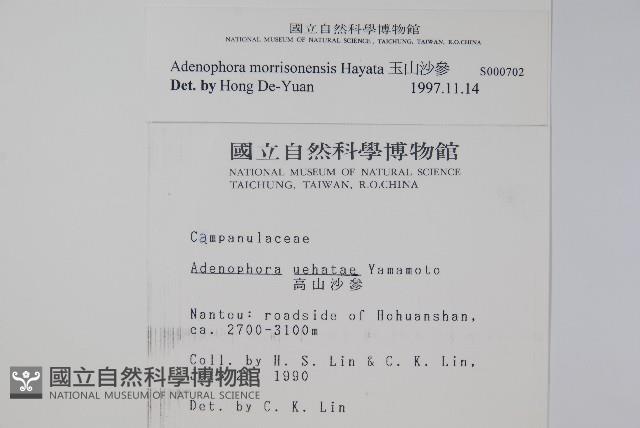 國立自然科學博物館
NATIONAL MUSEUM OF NATURAL SCIENCE, TAICHUNG, TAIWAN, R.O.CHINA
Adenophora morrisonensis Hayata 玉山沙參 S000702
Det. by Hong De-Yuan 1997.11.14
國立自然科學博物館
NATIONAL MUSEUM OF NATURAL SCIENCE
TAICHUNG, TAIWAN, R.O.CHINA
Campanulaceae
Adenophora uehatae Yamamoto
高山沙參
Nantou: roadside of Hohuanshan,
ca. 2700-3100m
Coll. by H. S. Lin & C. K. Lin,
1990
Det. by C. K. Lin
國立自然科學博物館
NATIONAL MUSEUM OF NATURAL SCIENCE